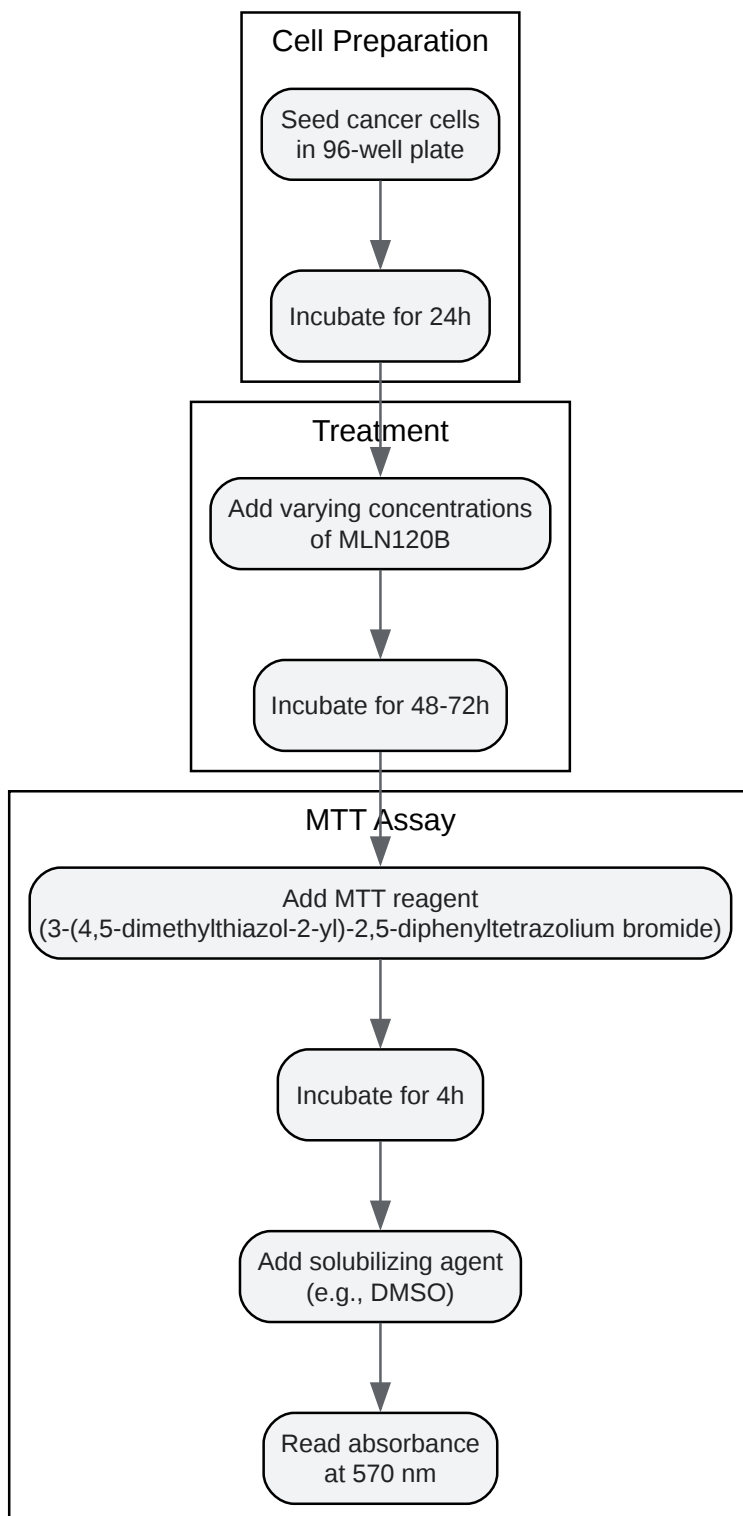 Cell Preparation
Seed cancer cells
in 96-well plate
Incubate for 24h
Treatment
Add varying concentrations
of MLN120B
Incubate for 48-72h
MTT Assay
Add MTT reagent
(3-(4,5-dimethylthiazol-2-yl)-2,5-diphenyltetrazolium bromide)
Incubate for 4h
Add solubilizing agent
(e.g., DMSO)
Read absorbance
at 570 nm